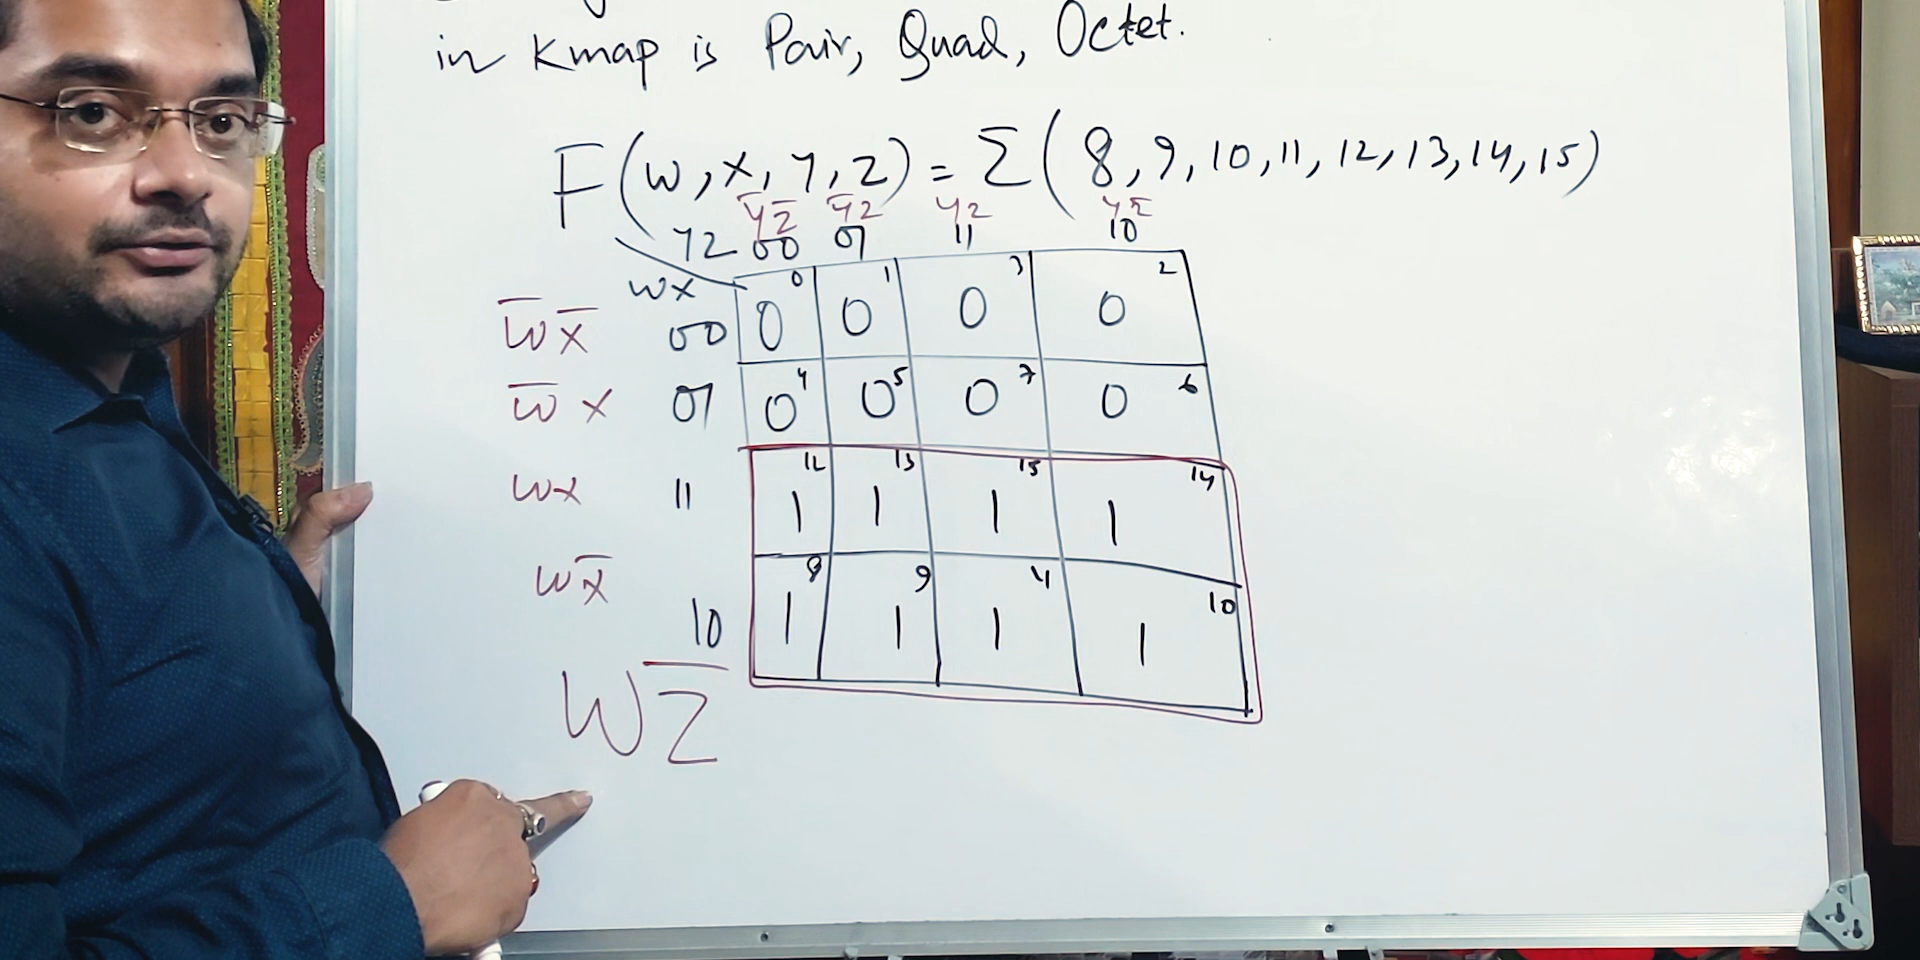 in Kmap is Pair, Quad, Octet.
F(w, x, y, z) = Σ(8, 9, 10, 11, 12, 13, 14, 15)
y̅z̅ y̅z yz yz̅
yz 00 01 11 10
wx 0 1 3 2
w̅x̅ 00 0 0 0 0
4 5 7 6
w̅x 01 0 0 0 0
12 13 15 14
wx 11 1 1 1 1
8 9 4 10
wx̅ 10 1 1 1 1
WZ̅